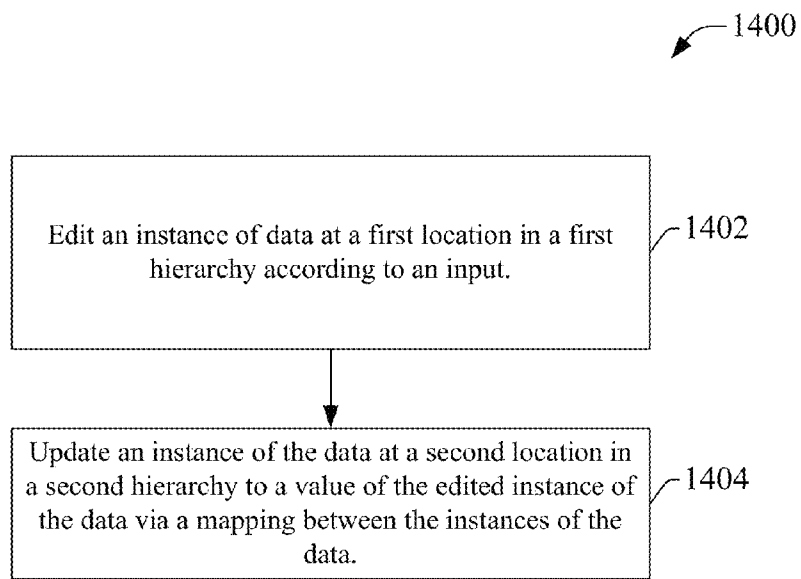 1400
Edit an instance of data at a first location in a first
hierarchy according to an input.
1402
Update an instance of the data at a second location in
a second hierarchy to a value of the edited instance of
the data via a mapping between the instances of the
data.
1404